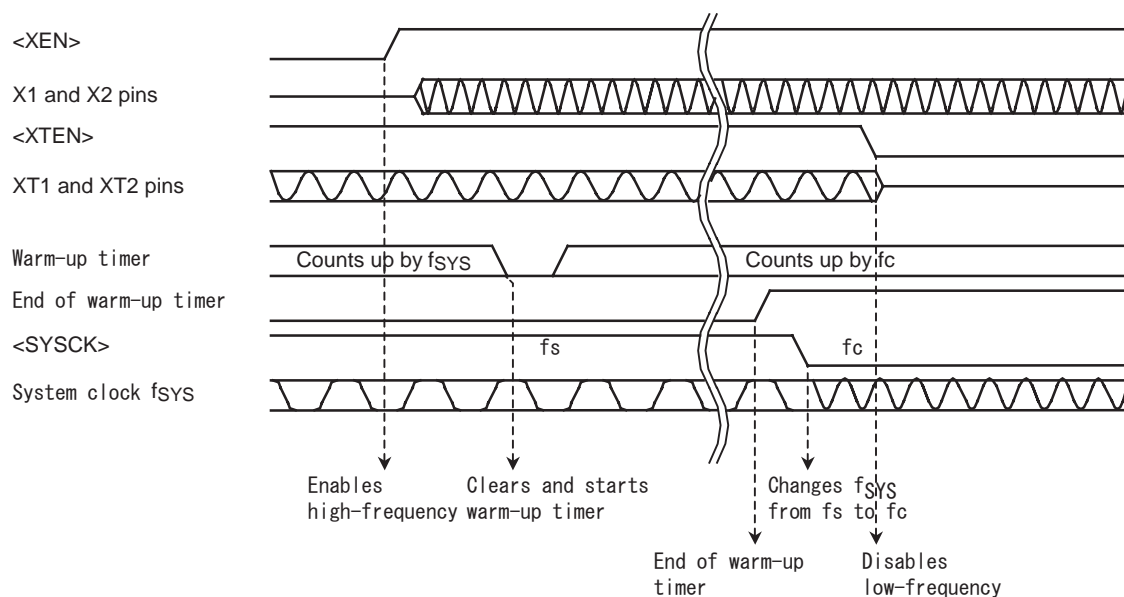 <XEN>
X1 and X2 pins
<XTEN>
XT1 and XT2 pins
Warm-up timer
Counts up by fSYS
Counts up by fc
End of warm-up timer
<SYSCK>
fs
fc
System clock fSYS
Enables
high-frequency
Clears and starts
warm-up timer
Changes fSYS
from fs to fc
End of warm-up
timer
Disables
low-frequency